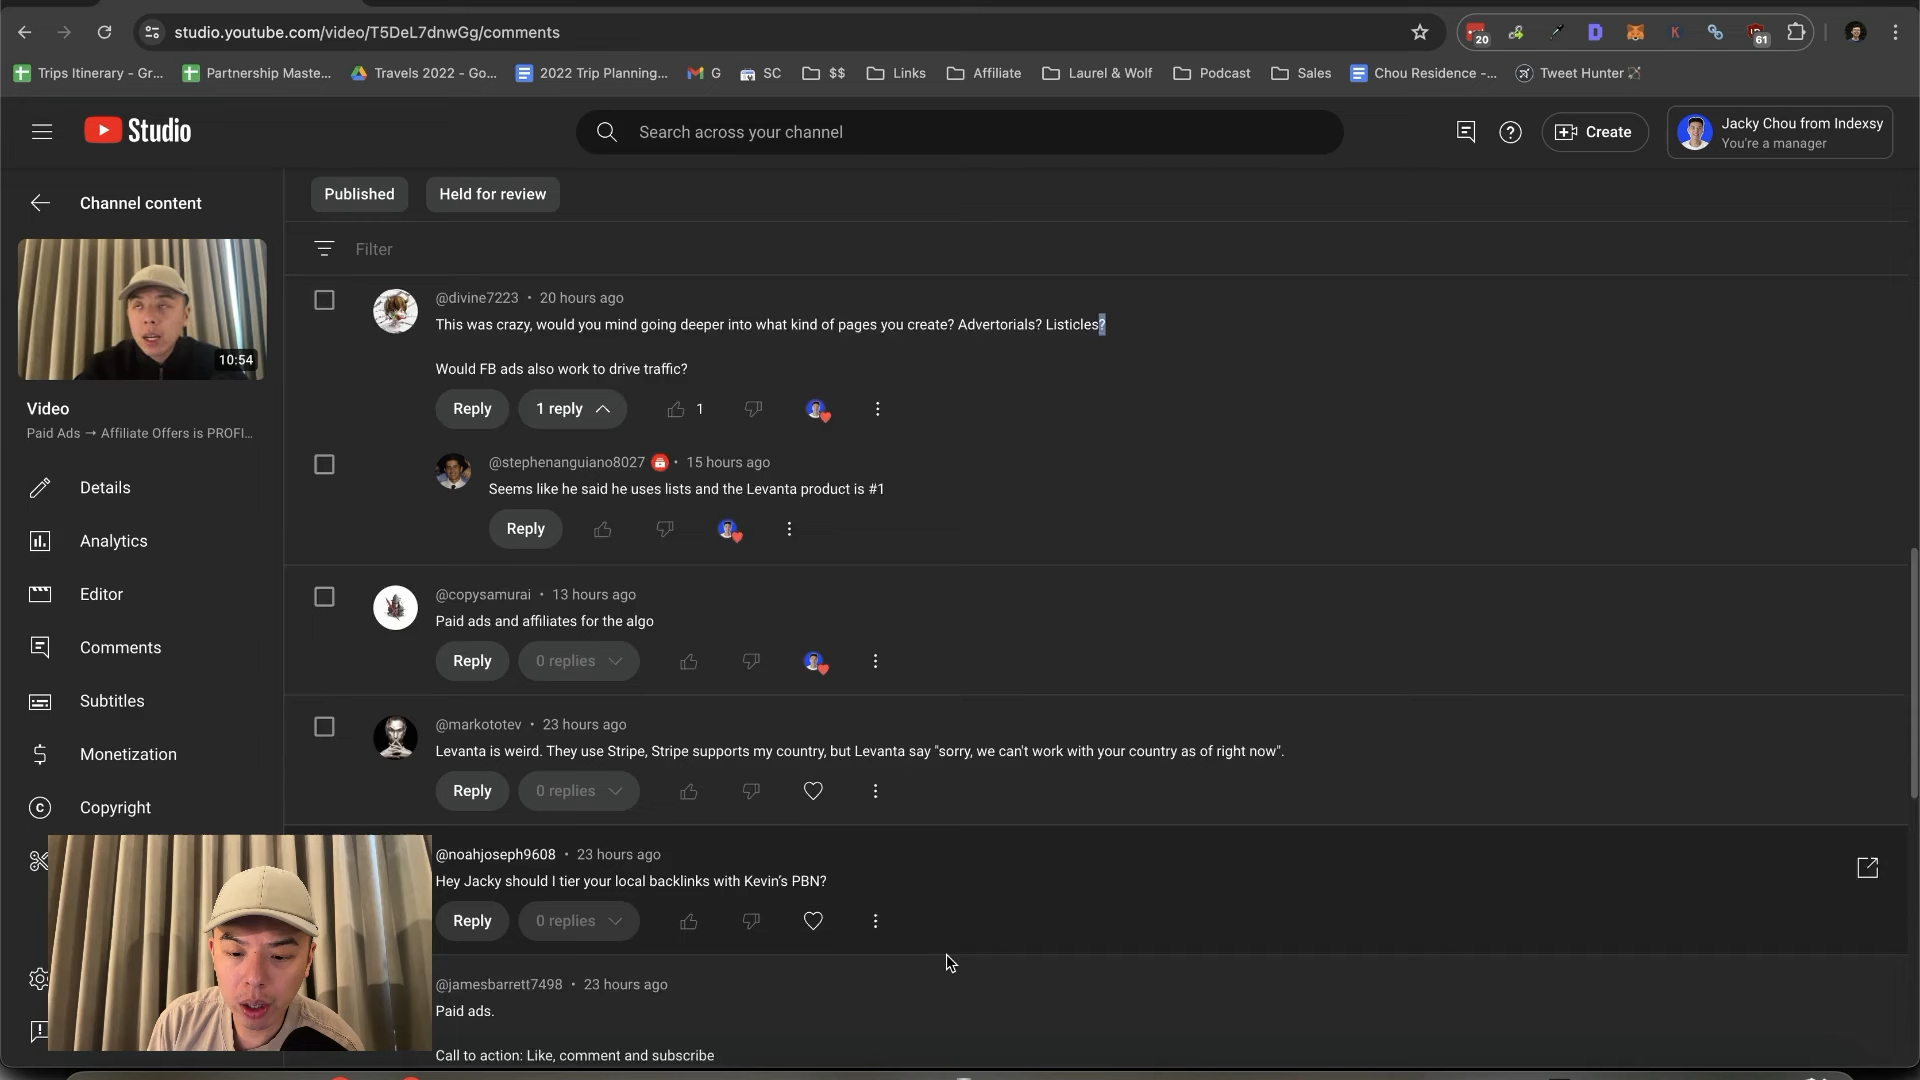 studio.youtube.com/video/T5DeL7dnwGg/comments
20
61
Trips Itinerary - Gr...
Partnership Maste...
Travels 2022 - Go...
2022 Trip Planning...
G
SC
$$
Links
Affiliate
Laurel & Wolf
Podcast
Sales
Chou Residence -...
Tweet Hunter
Studio
Search across your channel
Create
Jacky Chou from Indexsy
You're a manager
Channel content
10:54
Video
Paid Ads → Affiliate Offers is PROFI...
Details
Analytics
Editor
Comments
Subtitles
Monetization
Copyright
Published
Held for review
Filter
@divine7223 • 20 hours ago
This was crazy, would you mind going deeper into what kind of pages you create? Advertorials? Listicles?
Would FB ads also work to drive traffic?
Reply
1 reply
1
@stephenanguiano8027 • 15 hours ago
Seems like he said he uses lists and the Levanta product is #1
Reply
@copysamurai • 13 hours ago
Paid ads and affiliates for the algo
Reply
0 replies
@markototev • 23 hours ago
Levanta is weird. They use Stripe, Stripe supports my country, but Levanta say "sorry, we can't work with your country as of right now".
Reply
0 replies
@noahjoseph9608 • 23 hours ago
Hey Jacky should I tier your local backlinks with Kevin's PBN?
Reply
0 replies
@jamesbarrett7498 • 23 hours ago
Paid ads.
Call to action: Like, comment and subscribe